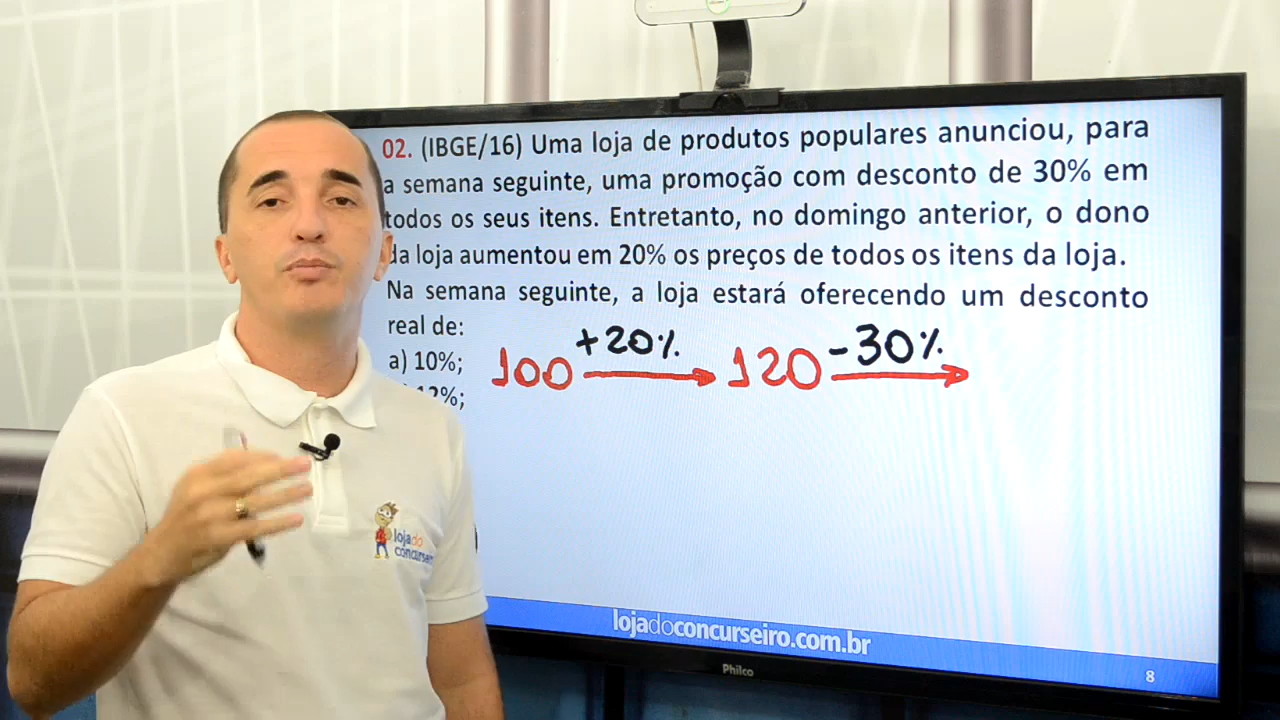 02. (IBGE/16) Uma loja de produtos populares anunciou, para
a semana seguinte, uma promoção com desconto de 30% em
todos os seus itens. Entretanto, no domingo anterior, o dono
da loja aumentou em 20% os preços de todos os itens da loja.
Na semana seguinte, a loja estará oferecendo um desconto
real de:
a) 10%;
12%;
100 +20% 120 -30%
lojado
lojadoconcurseiro.com.br
Philco
8